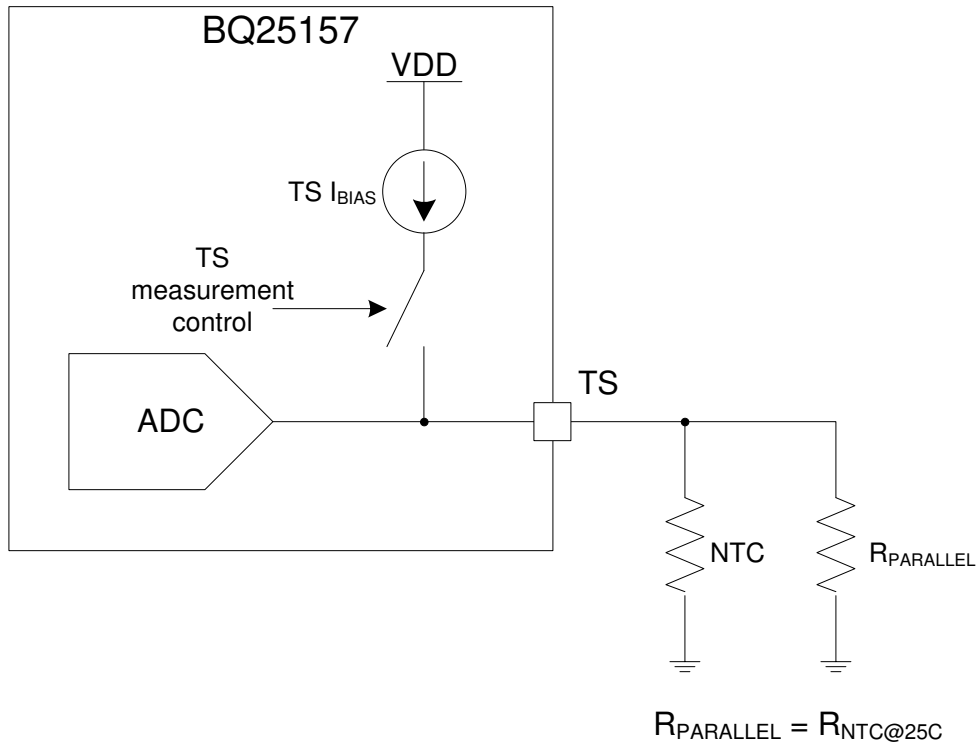 BQ25157
VDD
TS IBIAS
TS
measurement
control
ADC
TS
NTC
RPARALLEL
RPARALLEL = RNTC@25C